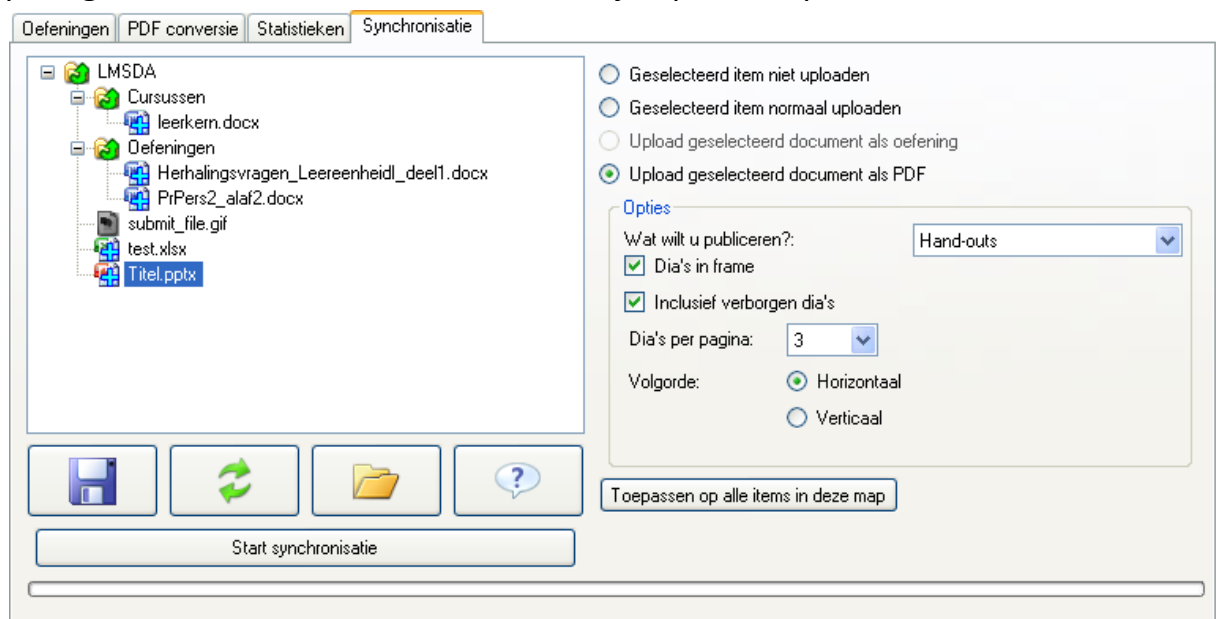 Oefeningen PDF conversie Statistieken Synchronisatie
LMSDA
Cursussen
leerkern.docx
Oefeningen
Herhalingsvragen_Leereenheidl_deel1.docx
PrPers2_alaf2.docx
submit_file.gif
test.xlsx
Titel.pptx
Start synchronisatie
Geselecteerd item niet uploaden
Geselecteerd item normaal uploaden
Upload geselecteerd document als oefening
Upload geselecteerd document als PDF
Opties
Wat wilt u publiceren?: Hand-outs
Dia's in frame
Inclusief verborgen dia's
Dia's per pagina: 3
Volgorde: Horizontaal
Verticaal
Toepassen op alle items in deze map